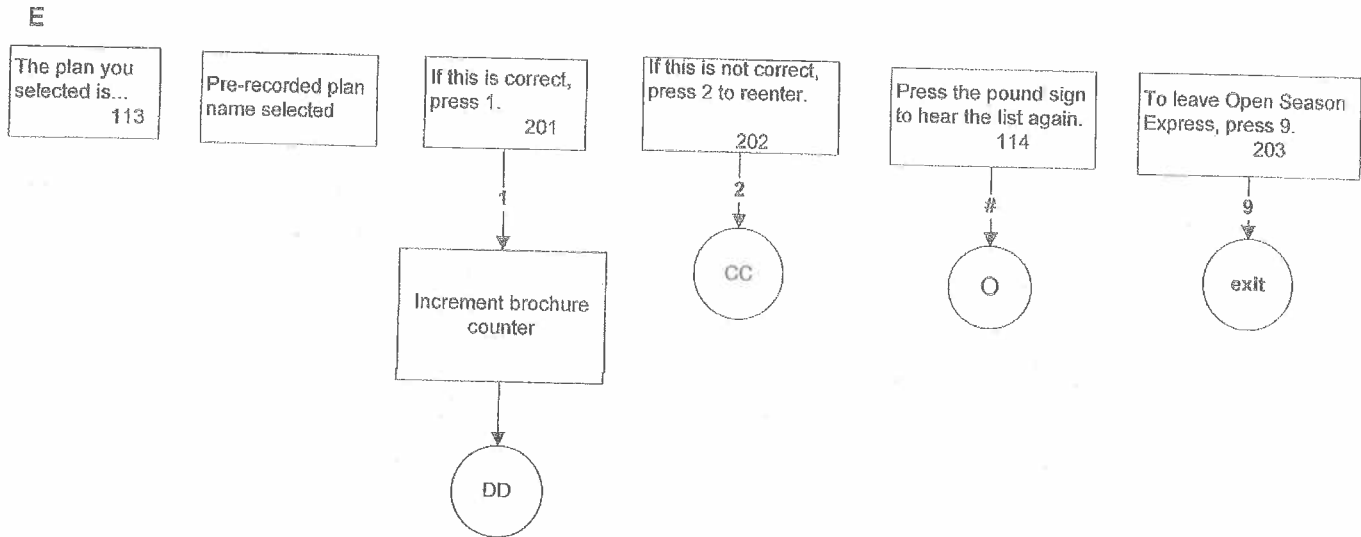 E
The plan you
selected is...
113
Pre-recorded plan
name selected
If this is correct,
press 1.
201
If this is not correct,
press 2 to reenter.
202
Press the pound sign
to hear the list again.
114
To leave Open Season
Express, press 9.
203
1
2
#
9
Increment brochure
counter
CC
O
exit
DD